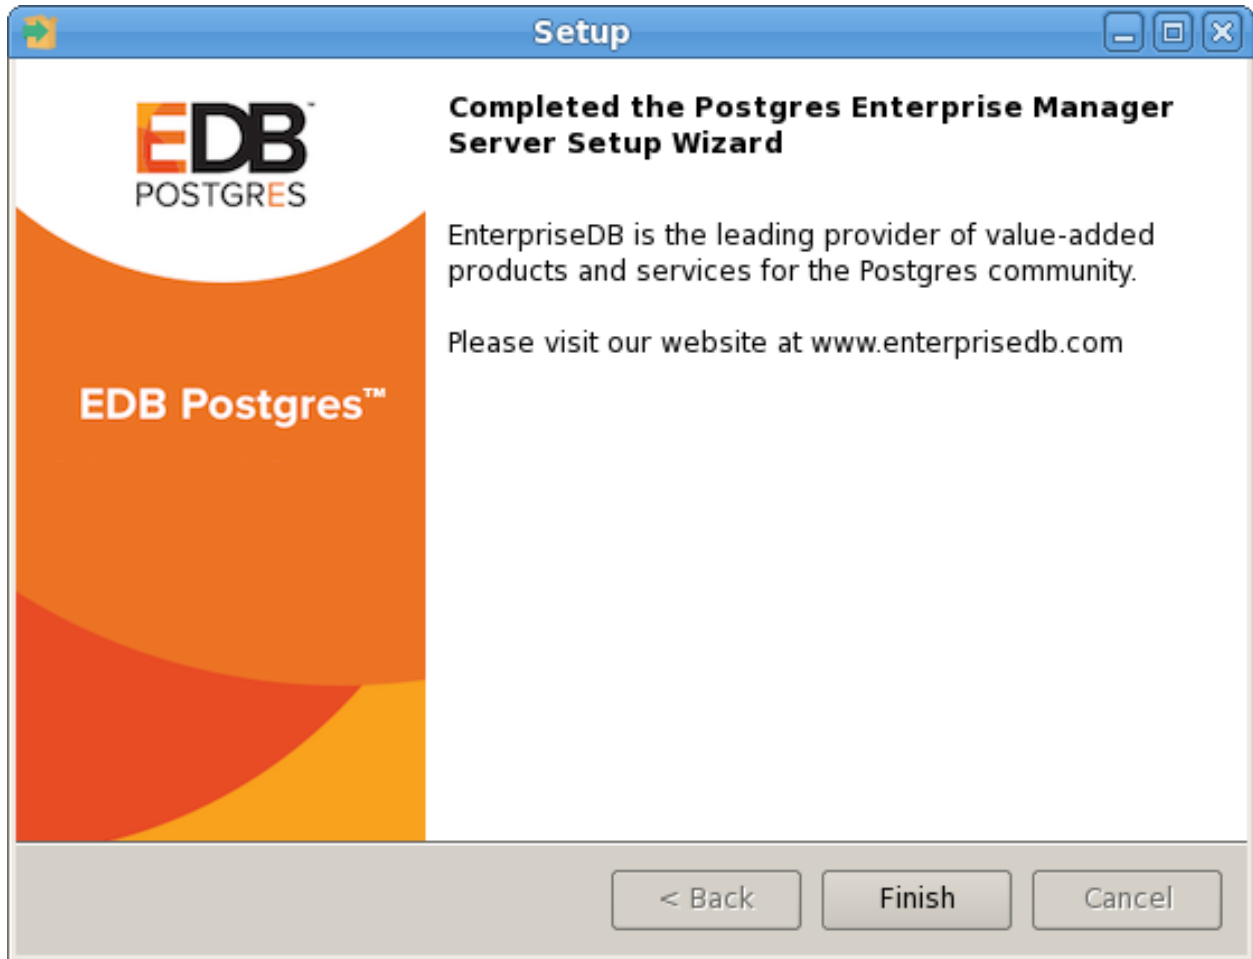 Setup
EDB™
POSTGRES
EDB Postgres™
Completed the Postgres Enterprise Manager
Server Setup Wizard
EnterpriseDB is the leading provider of value-added
products and services for the Postgres community.
Please visit our website at www.enterprisedb.com
< Back
Finish
Cancel